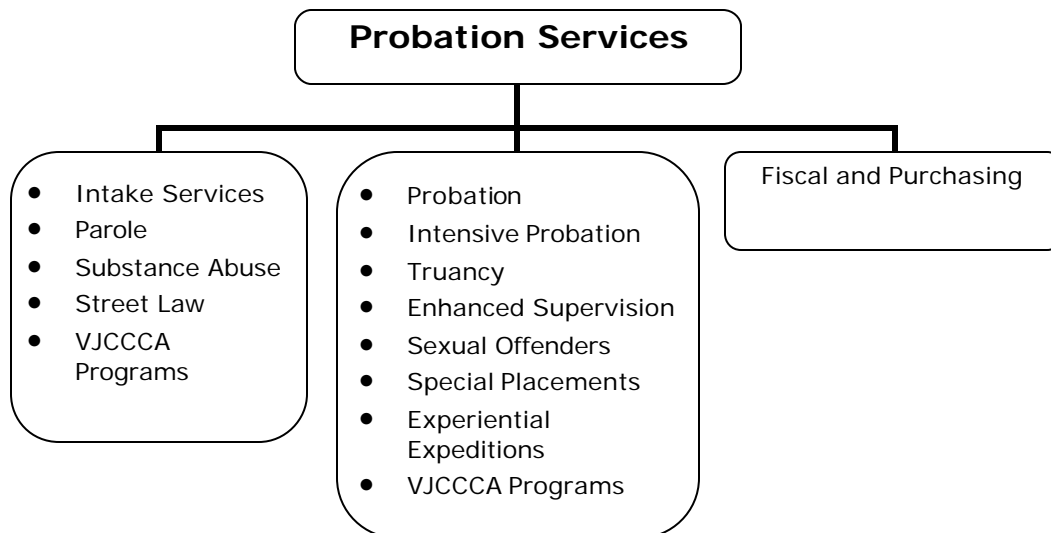 Probation Services
• Intake Services
• Parole
• Substance Abuse
• Street Law
• VJCCCA
Programs
• Probation
• Intensive Probation
• Truancy
• Enhanced Supervision
• Sexual Offenders
• Special Placements
• Experiential
Expeditions
• VJCCCA Programs
Fiscal and Purchasing